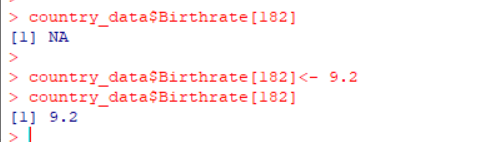 > country_data$Birthrate[182]
[1] NA
>
> country_data$Birthrate[182]<- 9.2
> country_data$Birthrate[182]
[1] 9.2
>